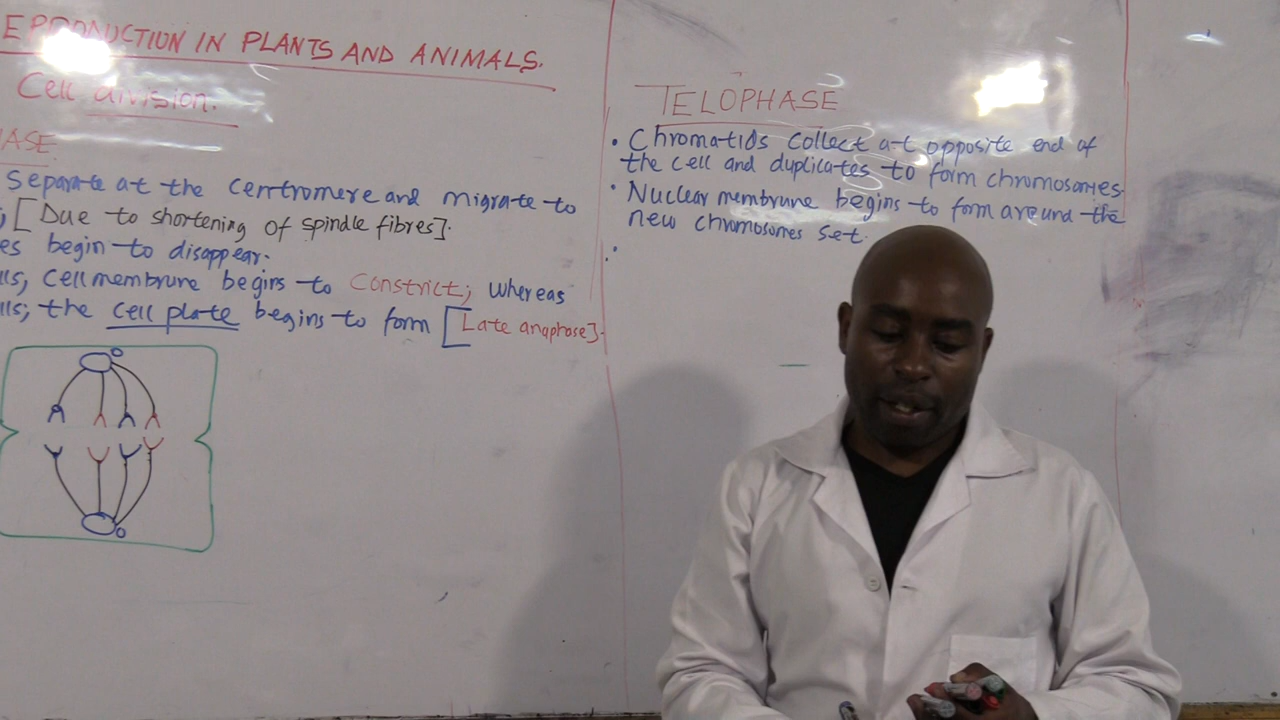 EPRODUCTION IN PLANTS AND ANIMALS.
Cell division.
ASE.
Separate at the centromere and migrate to
[Due to shortening of spindle fibres].
es begin to disappear.
lls, cell membrane begins to Constrict; whereas
lls; the cell plate begins to form [Late anaphase].
TELOPHASE
• Chromatids collect at opposite end of
the cell and duplicates to form chromosomes.
• Nuclear membrane begins to form around the
new chromosomes set.
•